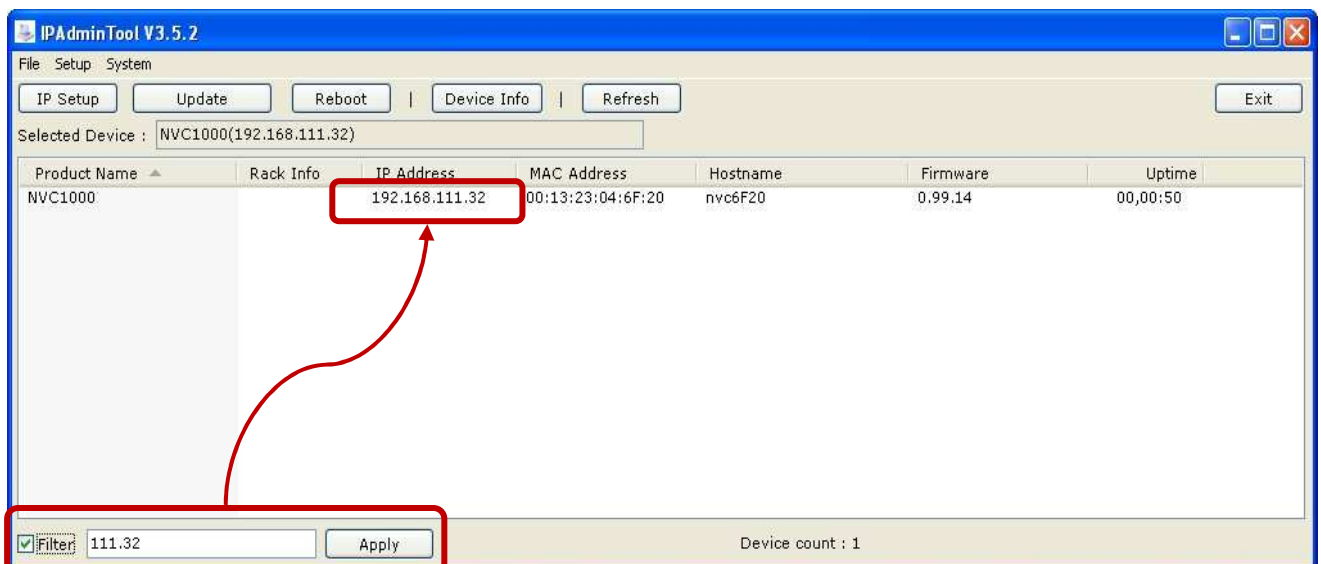 IPAdminTool V3.5.2
File Setup System
IP Setup Update Reboot | Device Info | Refresh Exit
Selected Device : NVC1000(192.168.111.32)
Product Name Rack Info IP Address MAC Address Hostname Firmware Uptime
NVC1000 192.168.111.32 00:13:23:04:6F:20 nvc6F20 0.99.14 00,00:50
Filter 111.32 Apply Device count : 1